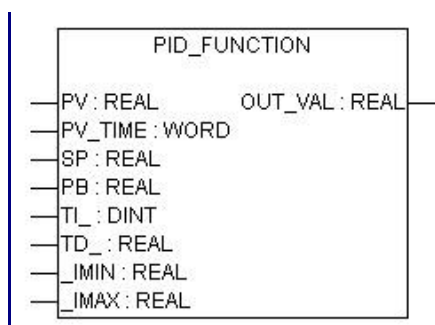 PID_FUNCTION
PV : REAL OUT_VAL : REAL
PV_TIME : WORD
SP : REAL
PB : REAL
TI_ : DINT
TD_ : REAL
_IMIN : REAL
_IMAX : REAL